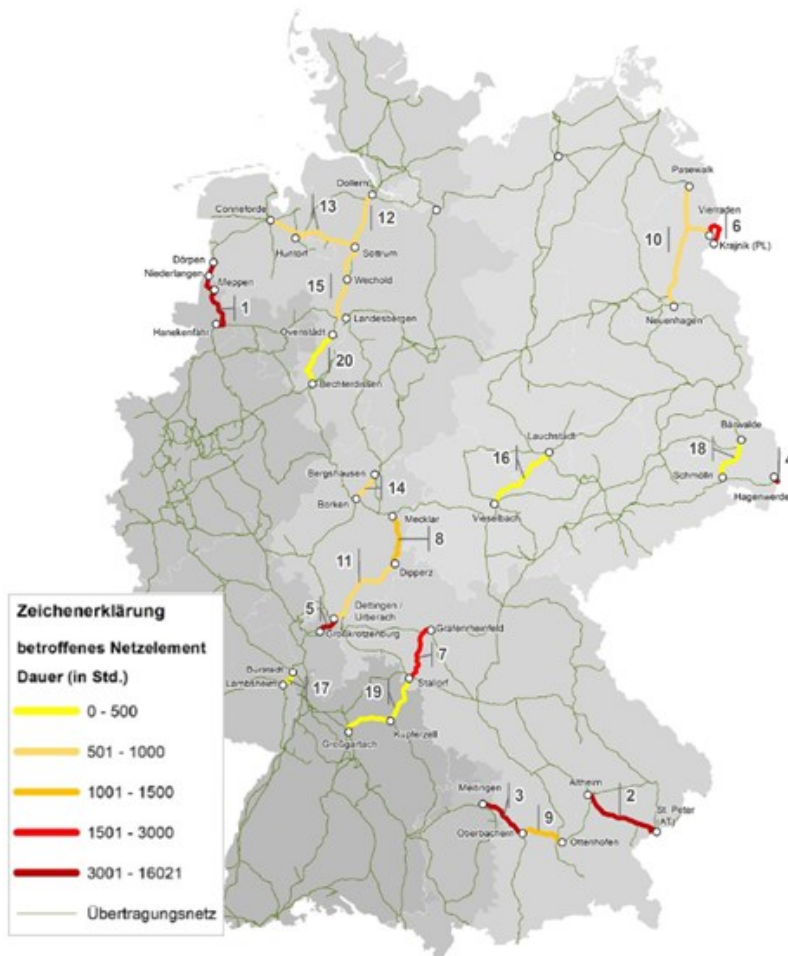 Dollern
13
12
Conneforde
Pasewalk
Vierraden
6
10
Krajnik (PL)
Huntorf
Sottrum
Dörpen
Niederlangen
Meppen
15
Wechold
1
Landesbergen
Neuenhagen
Hanekenfähr
Ovenstädt
20
Bechterdissen
Lauchstädt
Bärwalde
16
18
4
Bergshausen
Schmölln
Hagenwerder
14
Borken
Vieselbach
Mecklar
8
11
Dipperz
Zeichenerklärung
betroffenes Netzelement
Dauer (in Std.)
0 - 500
501 - 1000
1001 - 1500
1501 - 3000
3001 - 16021
Übertragungsnetz
5
Dettingen /
Urberach
Großkrotzenburg
Grafenrheinfeld
7
Bürstadt
Lambsheim
17
19
Stalldorf
Kupferzell
Großgartach
Altheim
2
Meitingen
3
9
St. Peter
(AT)
Oberbachern
Ottenhofen